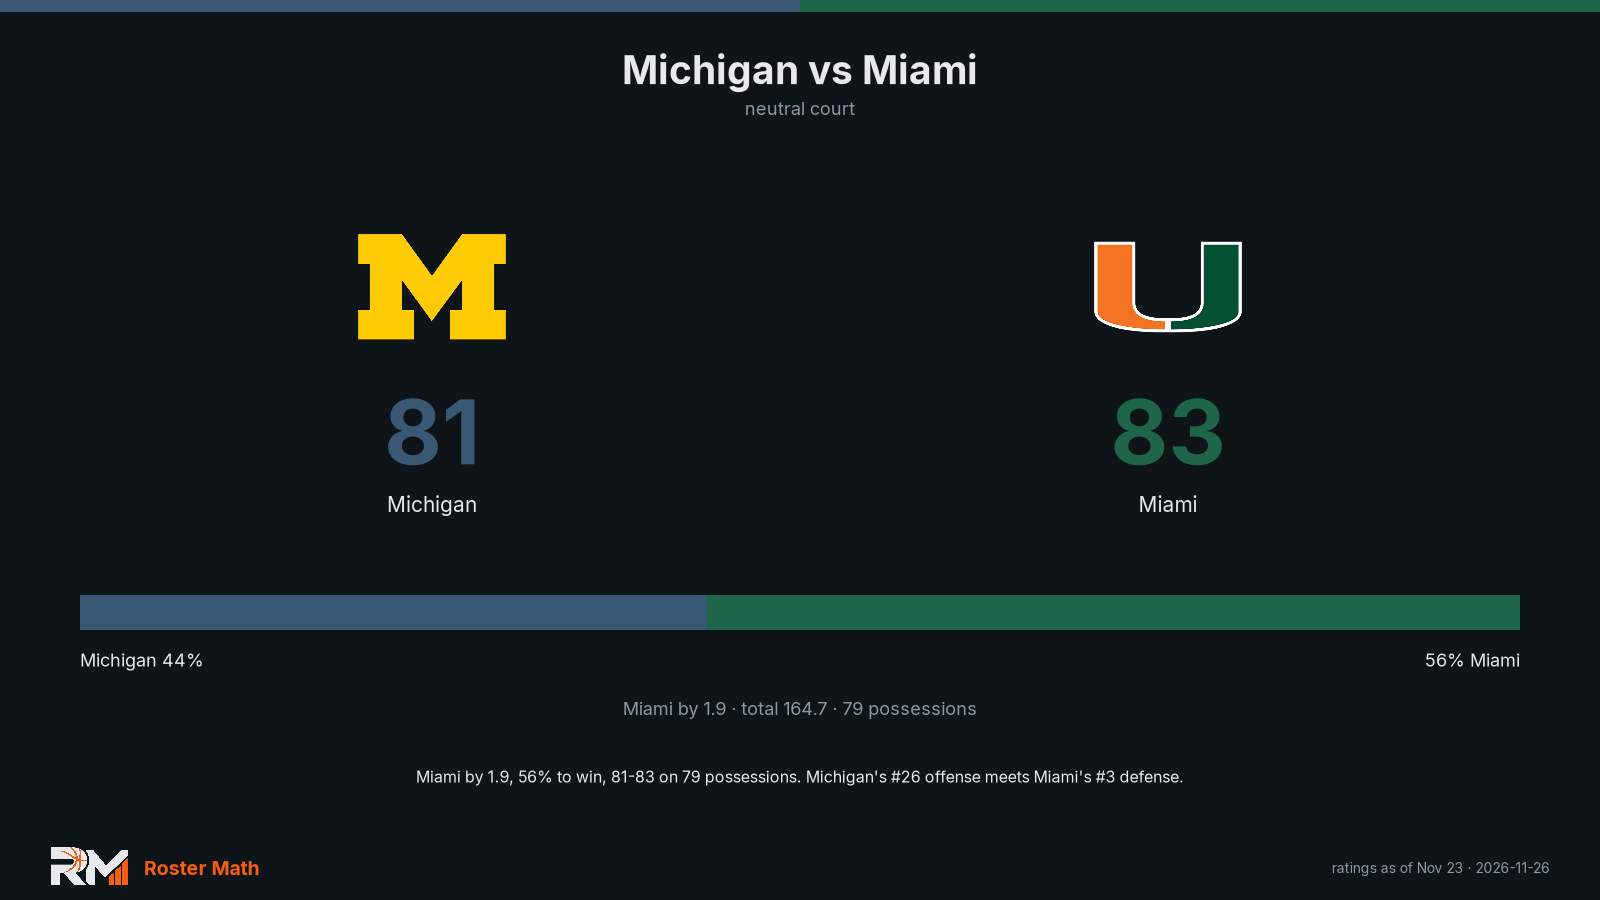 Michigan vs Miami
neutral court
M
U
81
83
Michigan
Miami
Michigan 44%
56% Miami
Miami by 1.9 · total 164.7 · 79 possessions
Miami by 1.9, 56% to win, 81-83 on 79 possessions. Michigan's #26 offense meets Miami's #3 defense.
RM
Roster Math
ratings as of Nov 23 · 2026-11-26